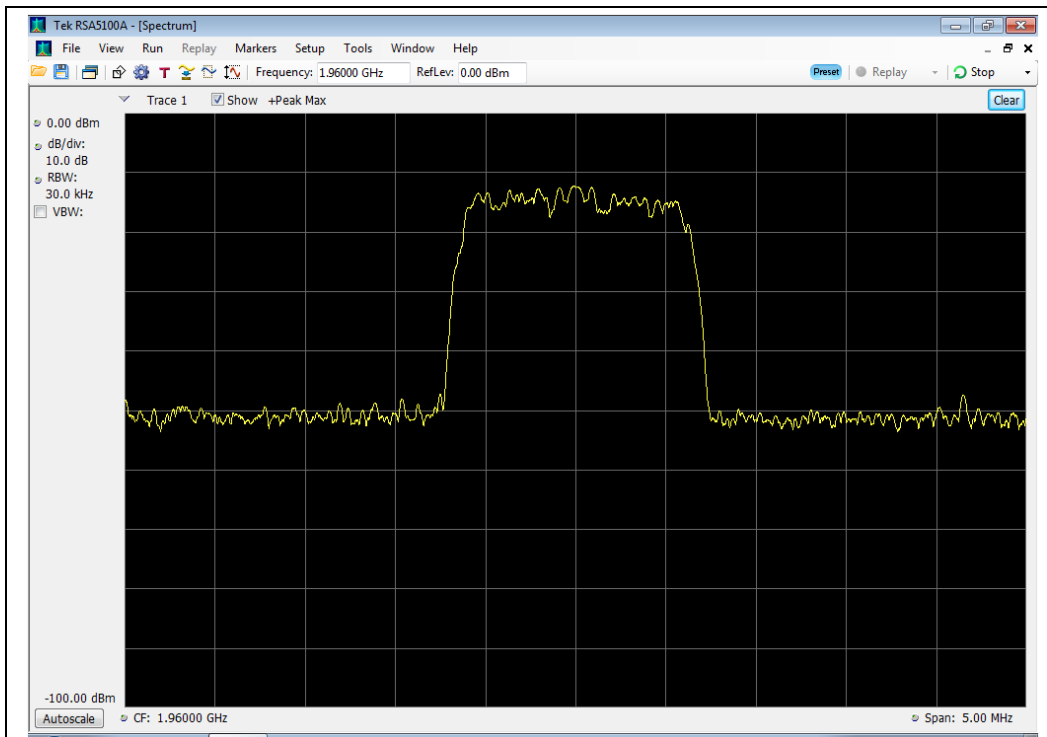 Tek RSA5100A - [Spectrum]
File View Run Replay Markers Setup Tools Window Help
T Frequency: 1.96000 GHz RefLev: 0.00 dBm Preset Replay Stop
Trace 1 Show +Peak Max Clear
0.00 dBm
dB/div:
10.0 dB
RBW:
30.0 kHz
VBW:
-100.00 dBm
Autoscale CF: 1.96000 GHz Span: 5.00 MHz